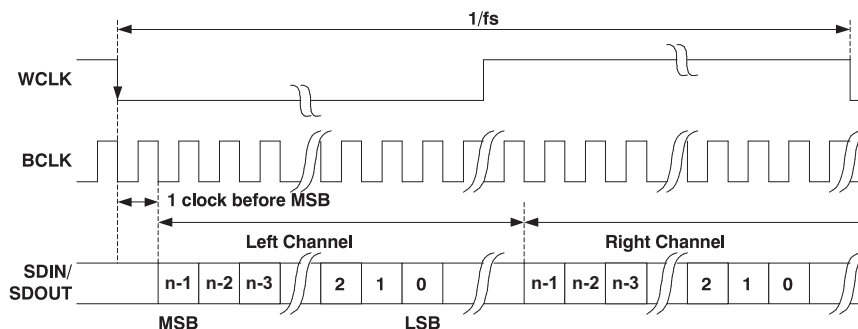 1/fs
WCLK
BCLK
1 clock before MSB
Left Channel Right Channel
SDIN/
SDOUT
n-1 n-2 n-3 2 1 0 n-1 n-2 n-3 2 1 0
MSB LSB